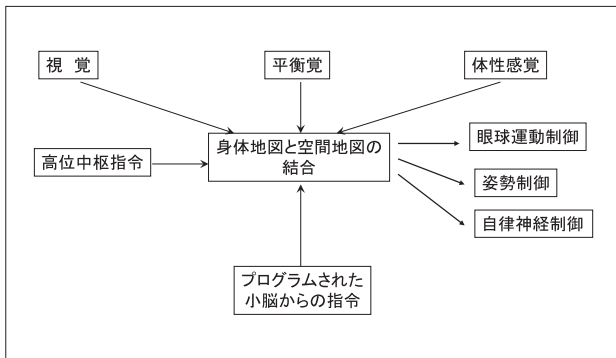 視 覚
平衡覚
体性感覚
高位中枢指令
身体地図と空間地図の
結合
眼球運動制御
姿勢制御
自律神経制御
プログラムされた
小脳からの指令